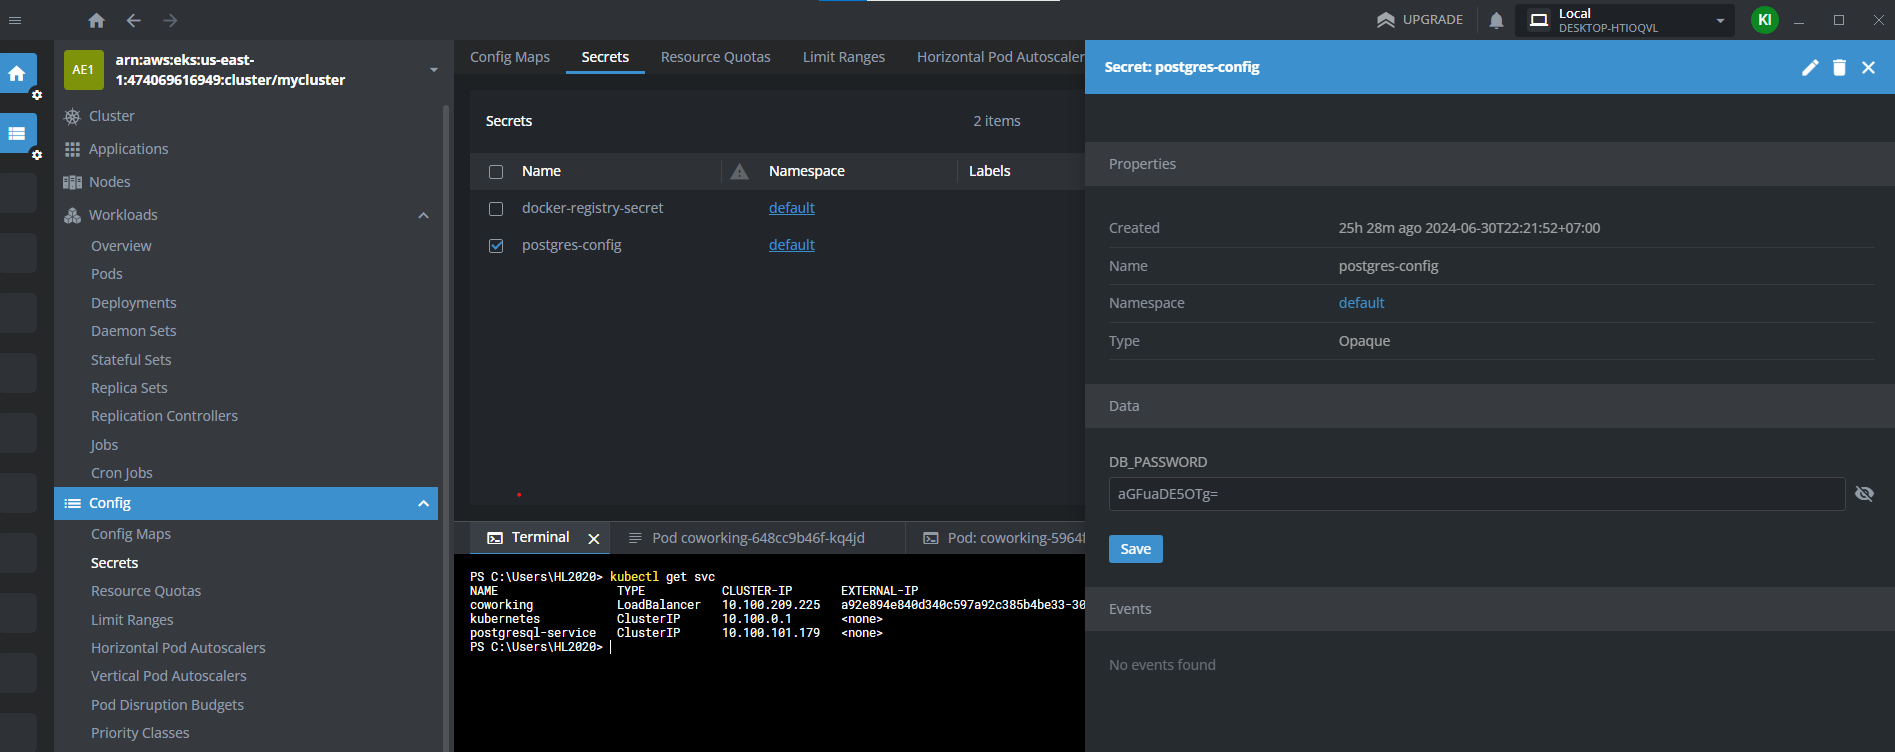 UPGRADE
Local
DESKTOP-HTIOQVL
KI
AE1
arn:aws:eks:us-east-
1:474069616949:cluster/mycluster
Cluster
Applications
Nodes
Workloads
Overview
Pods
Deployments
Daemon Sets
Stateful Sets
Replica Sets
Replication Controllers
Jobs
Cron Jobs
Config
Config Maps
Secrets
Resource Quotas
Limit Ranges
Horizontal Pod Autoscalers
Vertical Pod Autoscalers
Pod Disruption Budgets
Priority Classes
Config Maps Secrets Resource Quotas Limit Ranges Horizontal Pod Autoscaler
Secrets 2 items
Name Namespace Labels
docker-registry-secret default
postgres-config default
Terminal Pod coworking-648cc9b46f-kq4jd Pod: coworking-5964f
PS C:\Users\HL2020> kubectl get svc
NAME TYPE CLUSTER-IP EXTERNAL-IP
coworking LoadBalancer 10.100.209.225 a92e894e840d340c597a92c385b4be33-30
kubernetes ClusterIP 10.100.0.1 <none>
postgresql-service ClusterIP 10.100.101.179 <none>
PS C:\Users\HL2020>
Secret: postgres-config
Properties
Created 25h 28m ago 2024-06-30T22:21:52+07:00
Name postgres-config
Namespace default
Type Opaque
Data
DB_PASSWORD
aGFuaDE5OTg=
Save
Events
No events found